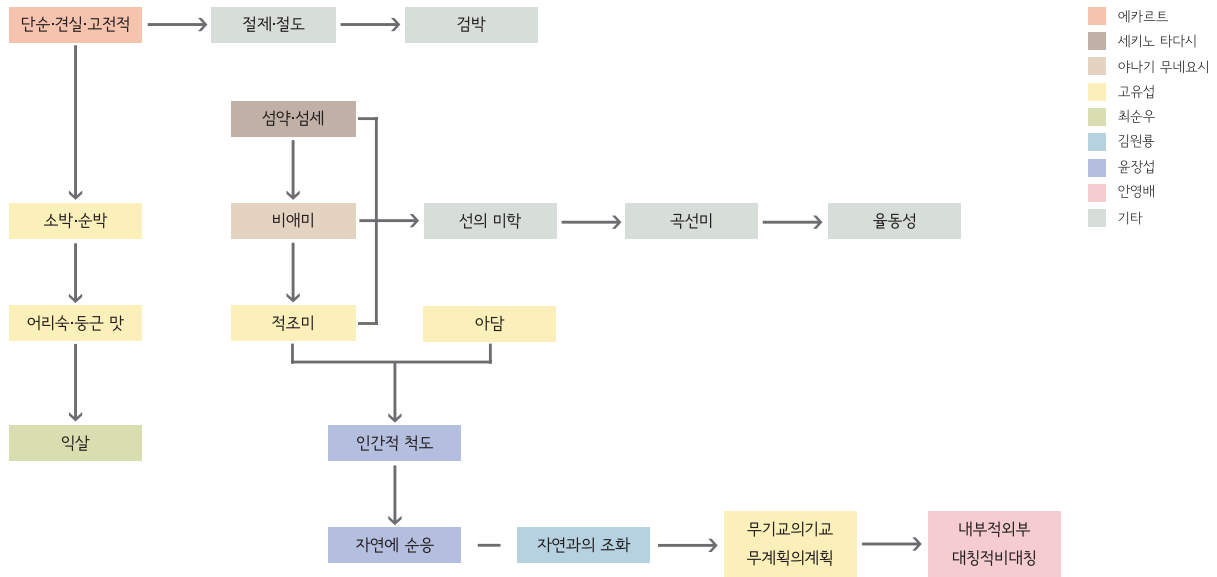 단순·견실·고전적
절제·절도
검박
섬약·섬세
소박·순박
비애미
선의 미학
곡선미
율동성
어리숙·둥근 맛
적조미
아담
익살
인간적 척도
자연에 순응
자연과의 조화
무기교의기교
무계획의계획
내부적외부
대칭적비대칭
에카르트
세키노 타다시
야나기 무네요시
고유섭
최순우
김원룡
윤장섭
안영배
기타